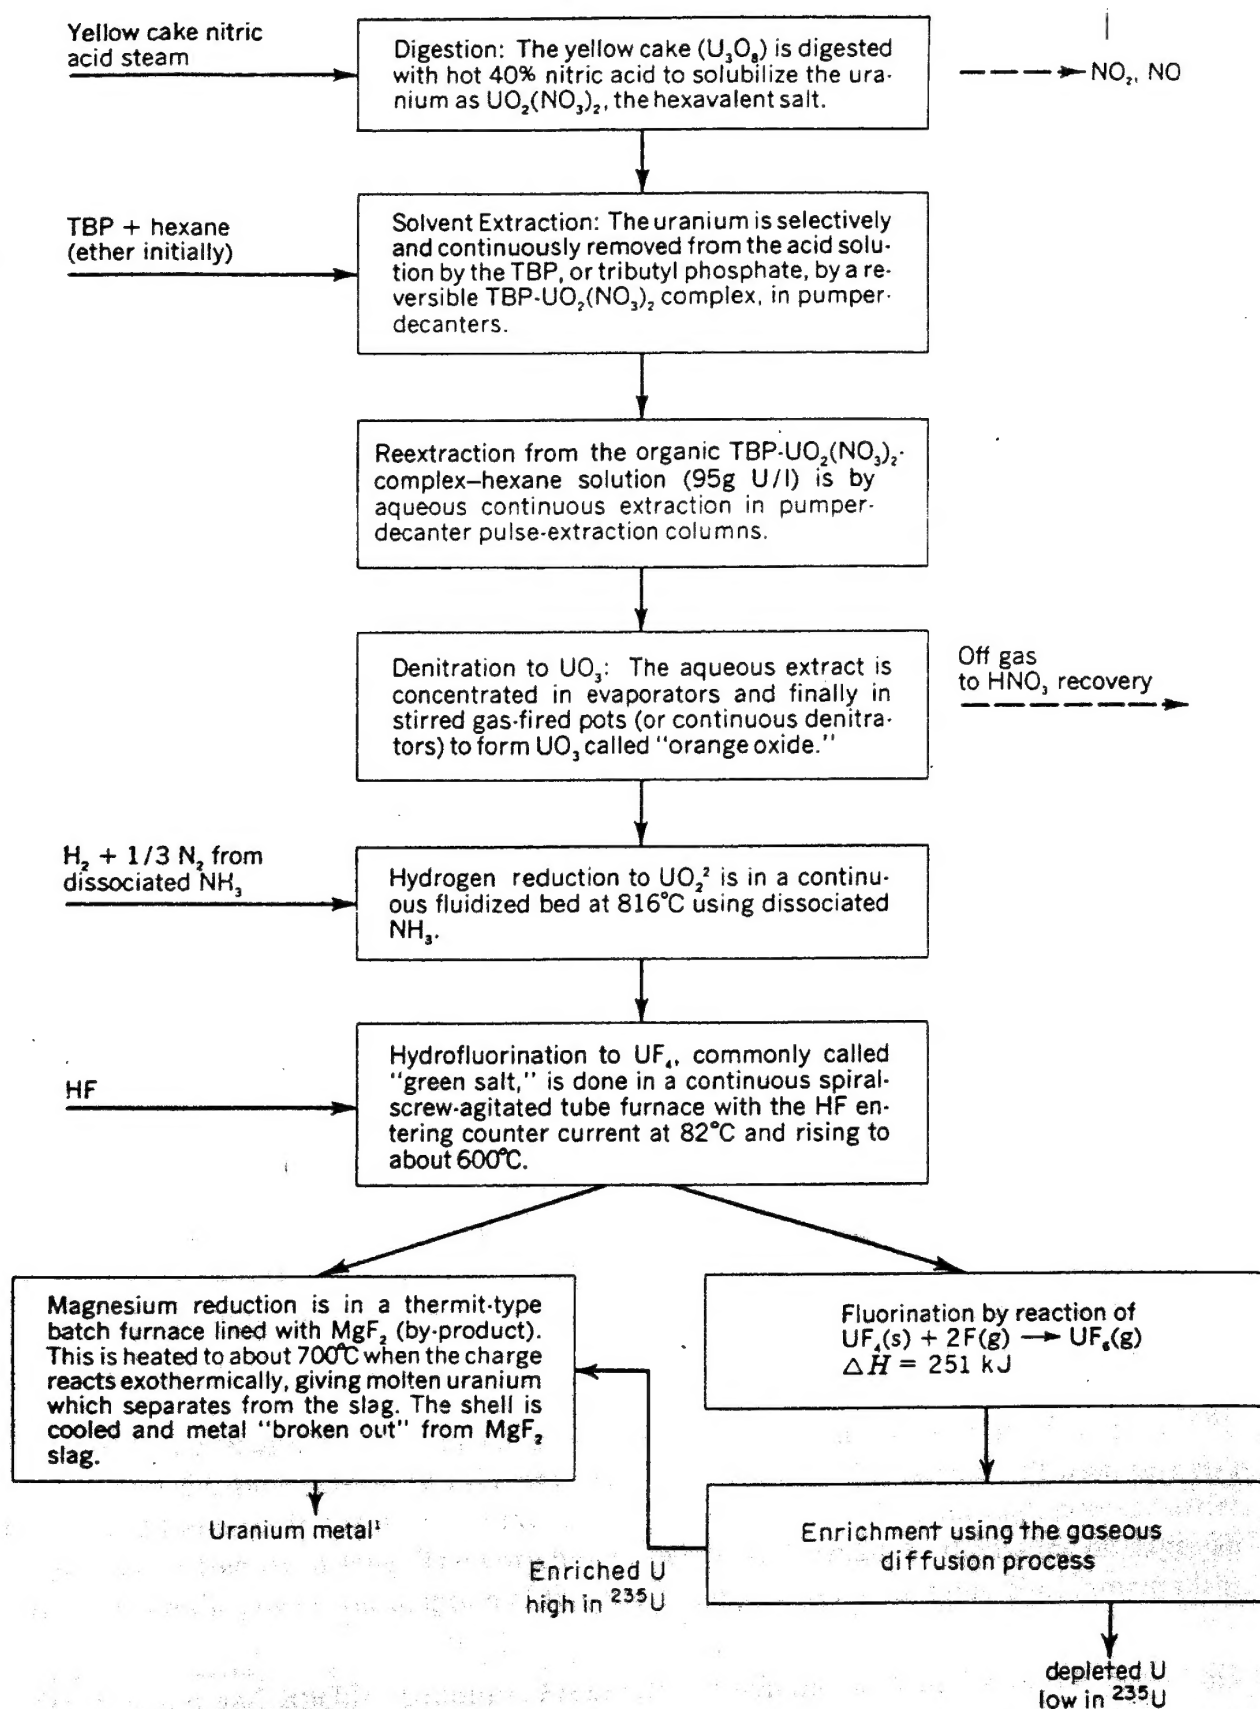 Yellow cake nitric
acid steam
Digestion: The yellow cake (U₃O₈) is digested
with hot 40% nitric acid to solubilize the ura-
nium as UO₂(NO₃)₂, the hexavalent salt.
NO₂, NO
TBP + hexane
(ether initially)
Solvent Extraction: The uranium is selectively
and continuously removed from the acid solu-
tion by the TBP, or tributyl phosphate, by a re-
versible TBP-UO₂(NO₃)₂ complex, in pumper-
decanters.
Reextraction from the organic TBP-UO₂(NO₃)₂-
complex–hexane solution (95g U/l) is by
aqueous continuous extraction in pumper-
decanter pulse-extraction columns.
Denitration to UO₃: The aqueous extract is
concentrated in evaporators and finally in
stirred gas-fired pots (or continuous denitra-
tors) to form UO₃ called "orange oxide."
Off gas
to HNO₃ recovery
H₂ + 1/3 N₂ from
dissociated NH₃
Hydrogen reduction to UO₂² is in a continu-
ous fluidized bed at 816°C using dissociated
NH₃.
HF
Hydrofluorination to UF₄, commonly called
"green salt," is done in a continuous spiral-
screw-agitated tube furnace with the HF en-
tering counter current at 82°C and rising to
about 600°C.
Magnesium reduction is in a thermit-type
batch furnace lined with MgF₂ (by-product).
This is heated to about 700°C when the charge
reacts exothermically, giving molten uranium
which separates from the slag. The shell is
cooled and metal "broken out" from MgF₂
slag.
Uranium metal¹
Fluorination by reaction of
UF₄(s) + 2F(g) → UF₆(g)
ΔH = 251 kJ
Enrichment using the gaseous
diffusion process
Enriched U
high in ²³⁵U
depleted U
low in ²³⁵U